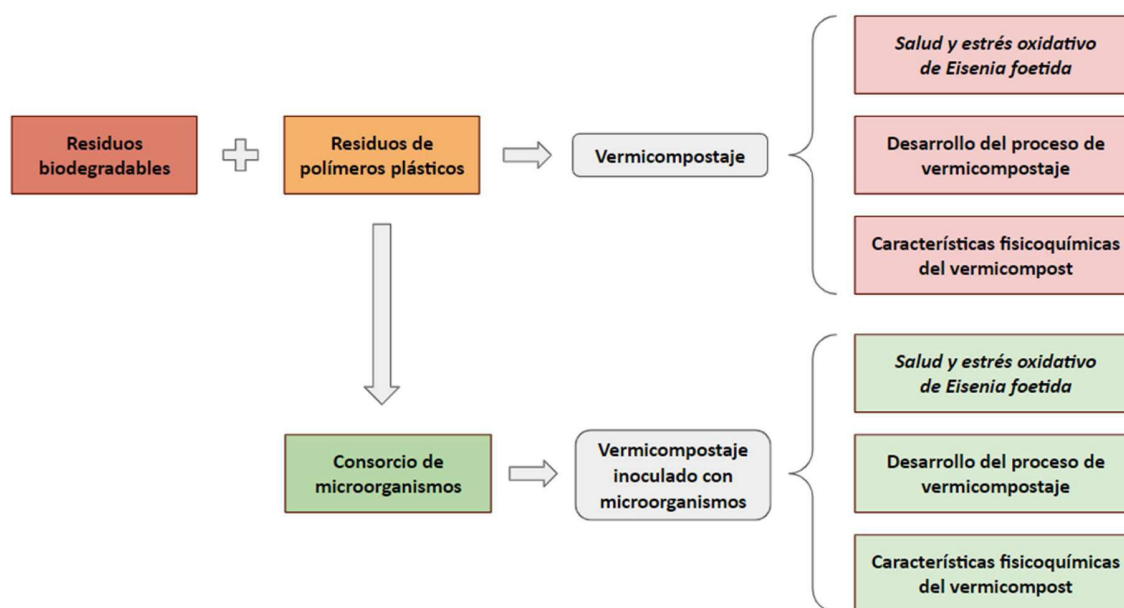 Residuos
biodegradables
Residuos de
polímeros plásticos
Vermicompostaje
Salud y estrés oxidativo
de Eisenia foetida
Desarrollo del proceso de
vermicompostaje
Características fisicoquímicas
del vermicompost
Consorcio de
microorganismos
Vermicompostaje
inoculado con
microorganismos
Salud y estrés oxidativo
de Eisenia foetida
Desarrollo del proceso de
vermicompostaje
Características fisicoquímicas
del vermicompost